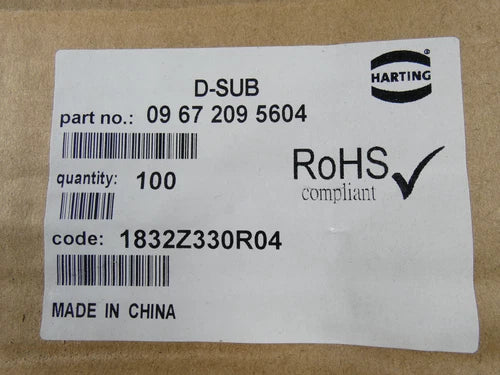 HARTING
®
D-SUB
part no.: 09 67 209 5604
RoHS
compliant
quantity: 100
code: 1832Z330R04
MADE IN CHINA